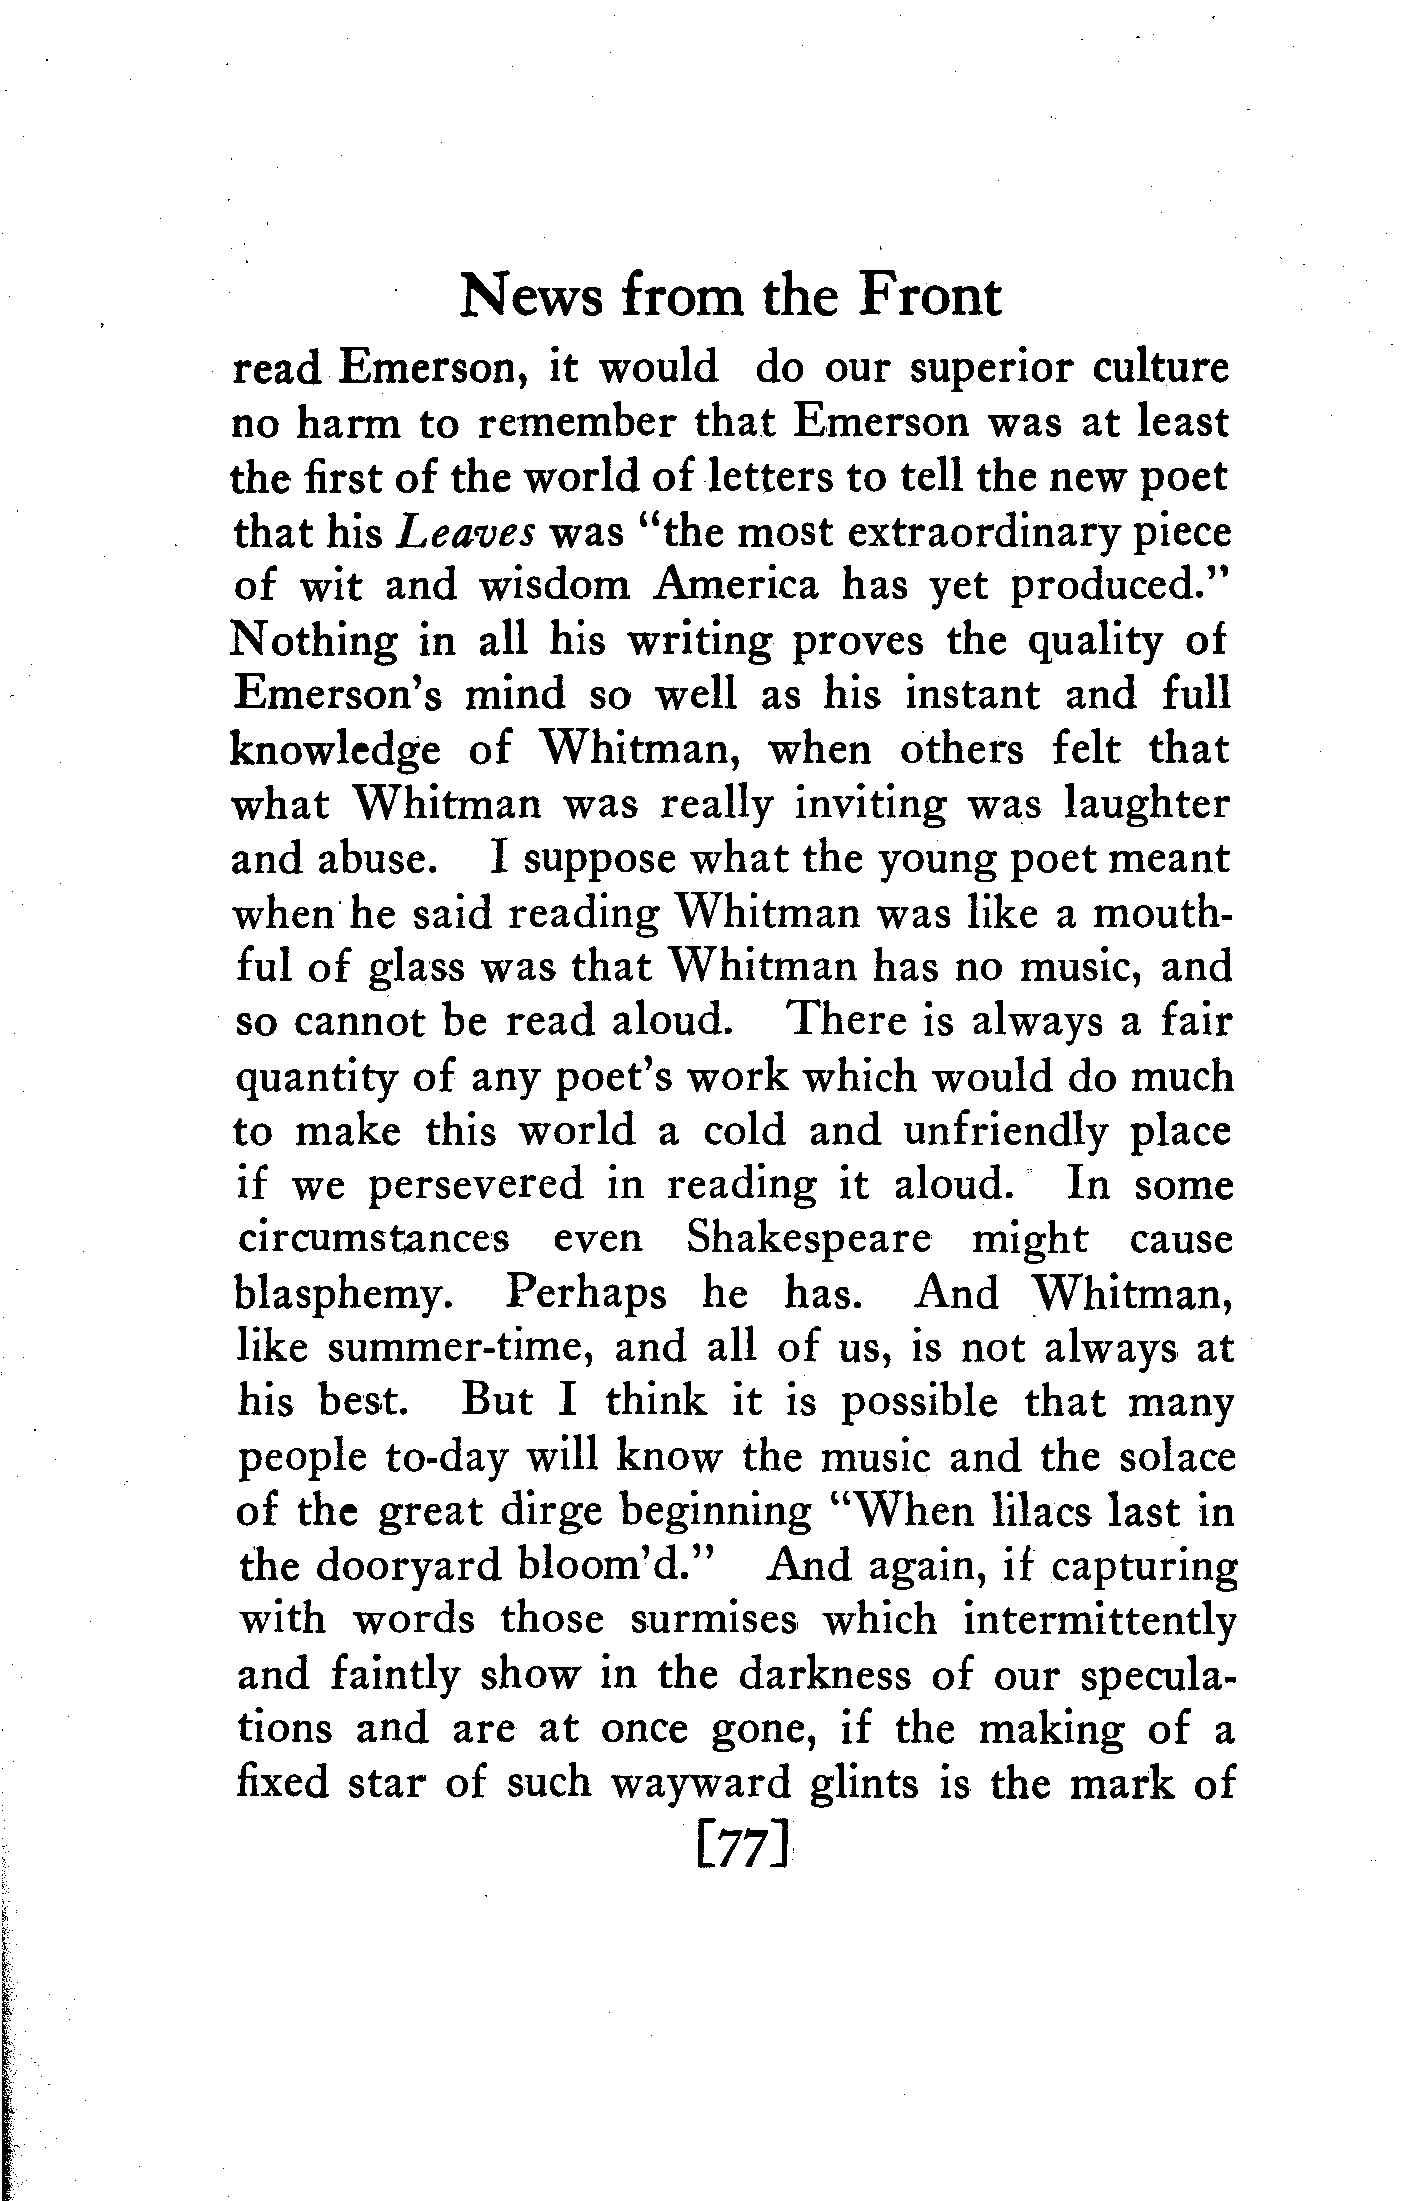 News from the Front
read Emerson, it would do our superior culture
no harm to remember that Emerson was at least
the first of the world of letters to tell the new poet
that his Leaves was “the most extraordinary piece
of wit and wisdom America has yet produced.”
Nothing in all his writing proves the quality of
Emerson’s mind so well as his instant and full
knowledge of Whitman, when others felt that
what Whitman was really inviting was laughter
and abuse. I suppose what the young poet meant
when he said reading Whitman was like a mouth-
ful of glass was that Whitman has no music, and
so cannot be read aloud. There is always a fair
quantity of any poet’s work which would do much
to make this world a cold and unfriendly place
if we persevered in reading it aloud. In some
circumstances even Shakespeare might cause
blasphemy. Perhaps he has. And Whitman,
like summer-time, and all of us, is not always at
his best. But I think it is possible that many
people to-day will know the music and the solace
of the great dirge beginning “When lilacs last in
the dooryard bloom’d.” And again, if capturing
with words those surmises which intermittently
and faintly show in the darkness of our specula-
tions and are at once gone, if the making of a
fixed star of such wayward glints is the mark of
[77]